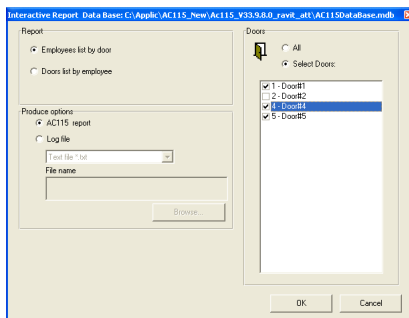 Interactive Report Data Base: C:\Applic\AC115_New\Ac115_V33.9.8.0_ravit_att\AC115DataBase.mdb
Report
Employees list by door
Doors list by employee
Produce options
AC115 report
Log file
Text file *.txt
File name
Browse...
Doors
All
Select Doors:
1 - Door#1
2 - Door#2
4 - Door#4
5 - Door#5
OK
Cancel